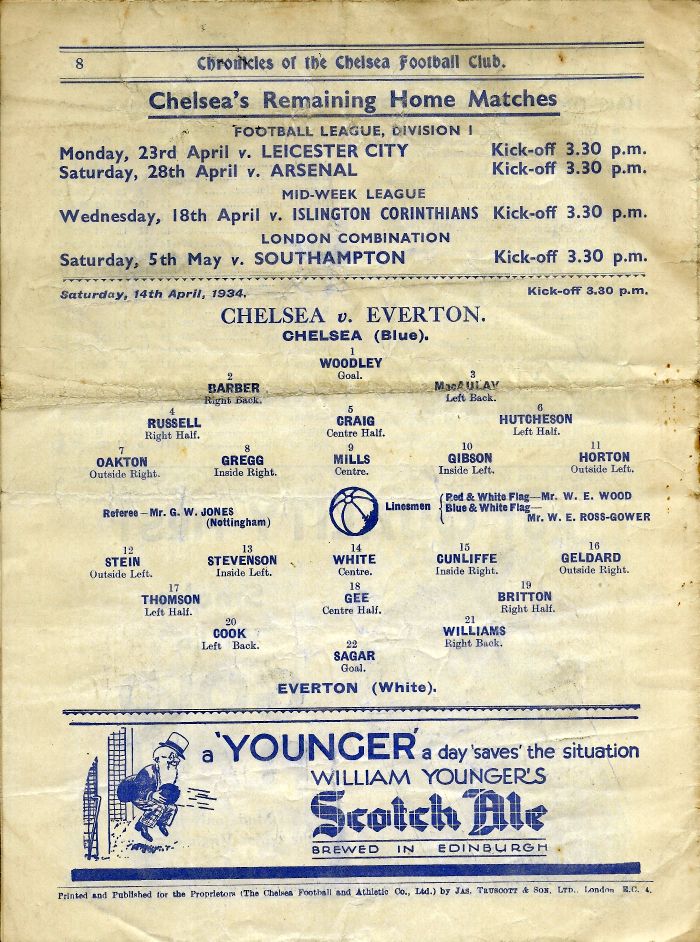 8 Chronicles of the Chelsea Football Club.
Chelsea's Remaining Home Matches
FOOTBALL LEAGUE, DIVISION I
Monday, 23rd April v. LEICESTER CITY Kick-off 3.30 p.m.
Saturday, 28th April v. ARSENAL Kick-off 3.30 p.m.
MID-WEEK LEAGUE
Wednesday, 18th April v. ISLINGTON CORINTHIANS Kick-off 3.30 p.m.
LONDON COMBINATION
Saturday, 5th May v. SOUTHAMPTON Kick-off 3.30 p.m.
Saturday, 14th April, 1934. Kick-off 3.30 p.m.
CHELSEA v. EVERTON.
CHELSEA (Blue).
1
WOODLEY
Goal.
2 3
BARBER MacAULAY
Right Back. Left Back.
4 5 6
RUSSELL CRAIG HUTCHESON
Right Half. Centre Half. Left Half.
7 8 9 10 11
OAKTON GREGG MILLS GIBSON HORTON
Outside Right. Inside Right. Centre. Inside Left. Outside Left.
Referee—Mr. G. W. JONES
(Nottingham)
Linesmen { Red & White Flag—Mr. W. E. WOOD
Blue & White Flag—
Mr. W. E. ROSS-GOWER
12 13 14 15 16
STEIN STEVENSON WHITE CUNLIFFE GELDARD
Outside Left. Inside Left. Centre. Inside Right. Outside Right.
17 18 19
THOMSON GEE BRITTON
Left Half. Centre Half. Right Half.
20 21
COOK WILLIAMS
Left Back. Right Back.
22
SAGAR
Goal.
EVERTON (White).
a 'YOUNGER' a day 'saves' the situation
WILLIAM YOUNGER'S
Scotch Ale
BREWED IN EDINBURGH
Printed and Published for the Proprietors (The Chelsea Football and Athletic Co., Ltd.) by JAS. TRUSCOTT & SON, LTD., London E.C. 4.